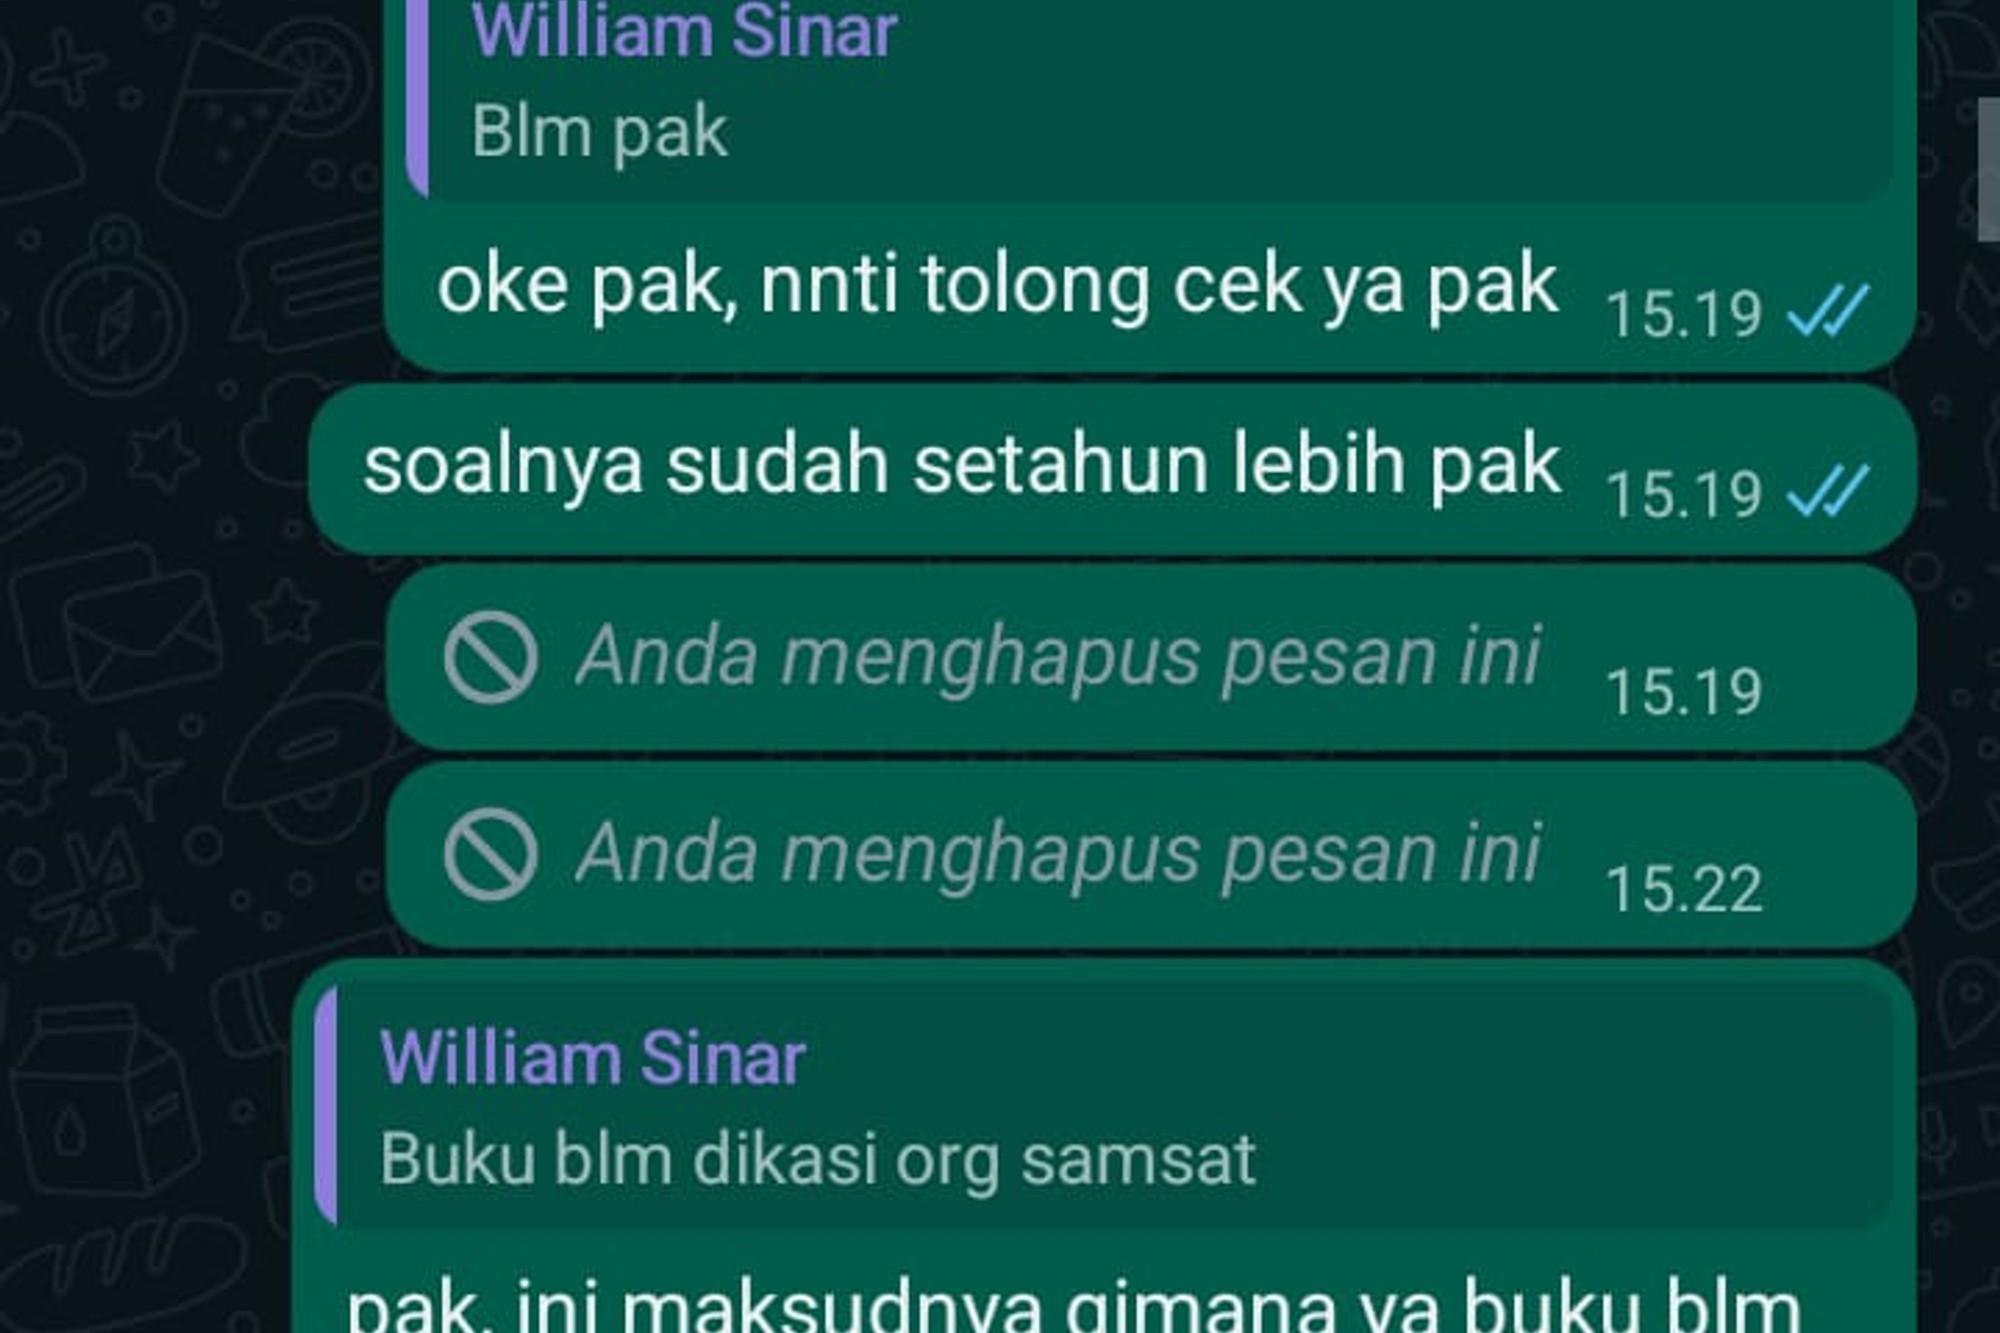 William Sinar
Blm pak
oke pak, nnti tolong cek ya pak 15.19
soalnya sudah setahun lebih pak 15.19
Anda menghapus pesan ini 15.19
Anda menghapus pesan ini 15.22
William Sinar
Buku blm dikasi org samsat
pak, ini maksudnya gimana ya buku blm